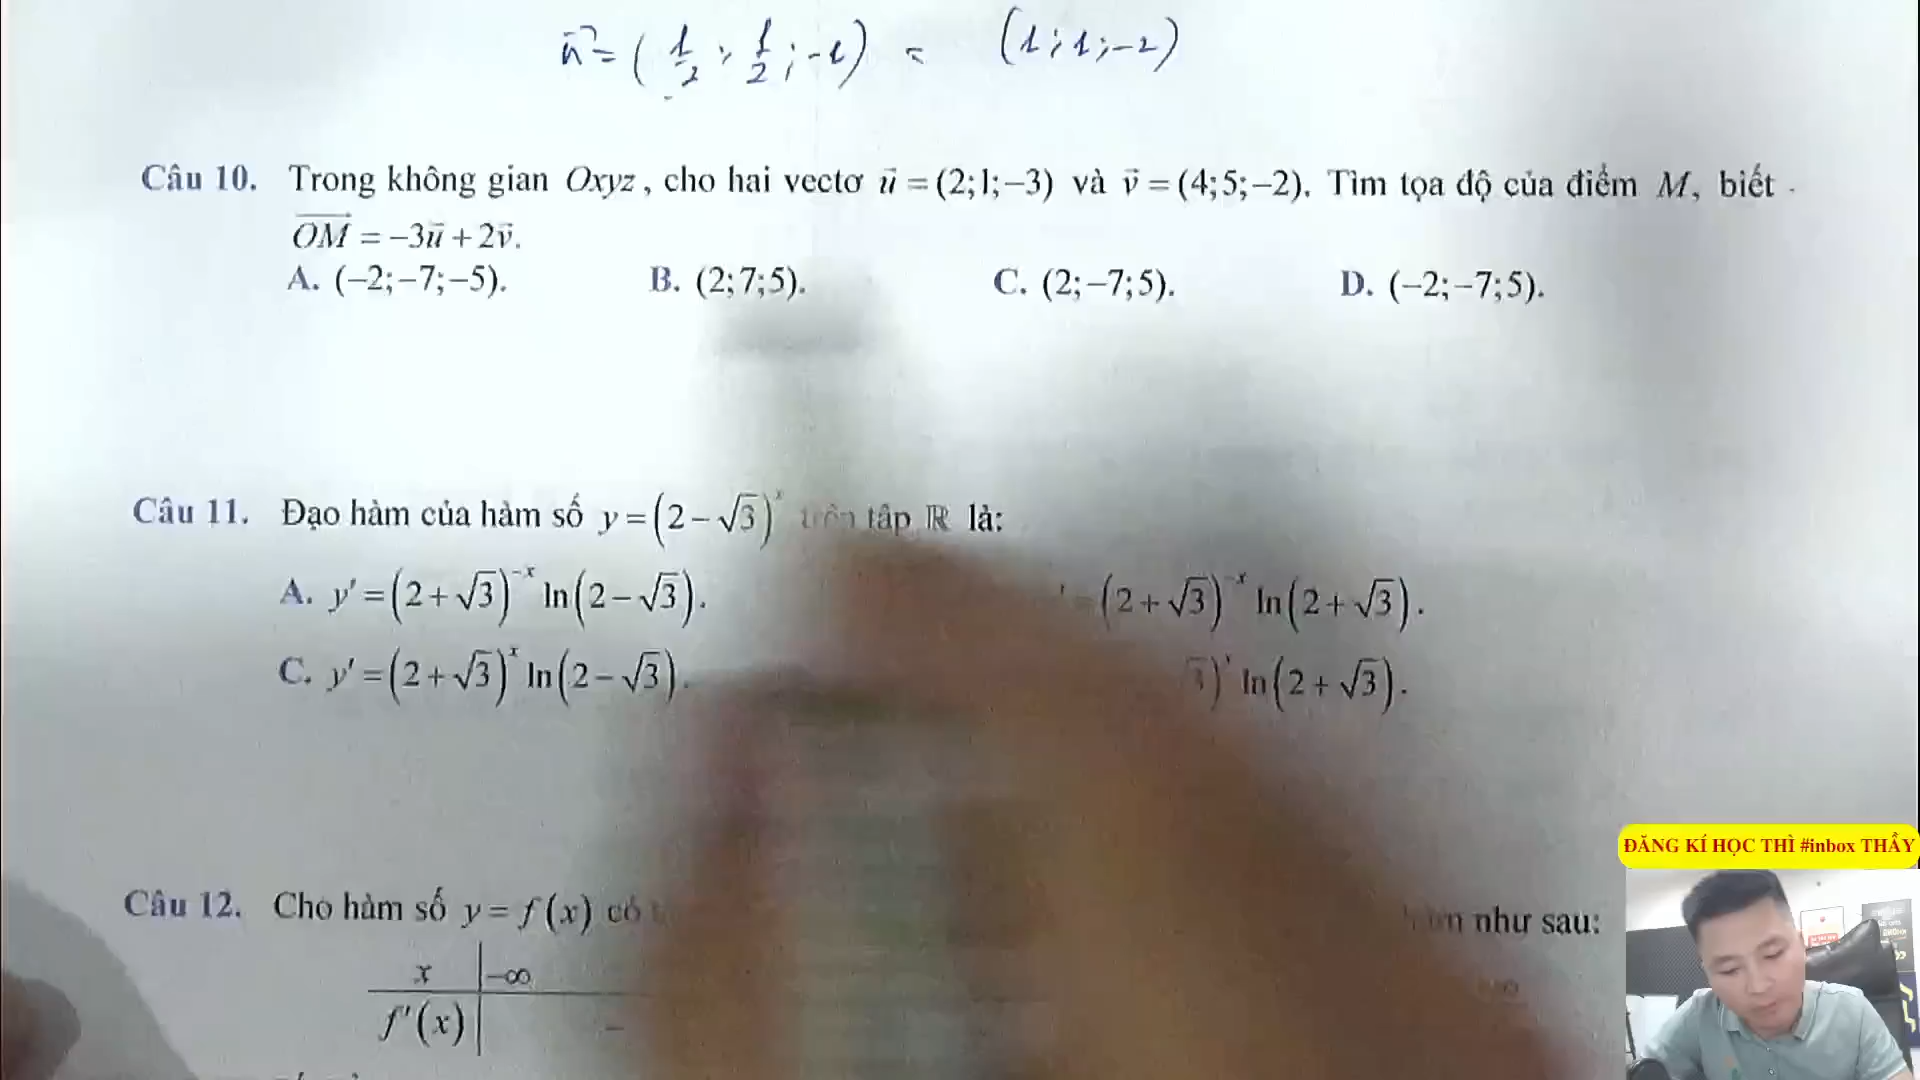 n⃗ = (1/2; 1/2; -1) = (1; 1; -2)
Câu 10. Trong không gian Oxyz, cho hai vectơ u⃗ = (2;1;−3) và v⃗ = (4;5;−2). Tìm tọa độ của điểm M, biết
OM⃗ = −3u⃗ + 2v⃗.
A. (−2;−7;−5). B. (2;7;5). C. (2;−7;5). D. (−2;−7;5).
Câu 11. Đạo hàm của hàm số y = (2 − √3)ˣ trên tập ℝ là:
A. y′ = (2 + √3)⁻ˣ ln(2 − √3). ′ = (2 + √3)⁻ˣ ln(2 + √3).
C. y′ = (2 + √3)ˣ ln(2 − √3). ln(2 + √3).
Câu 12. Cho hàm số y = f(x) có như sau:
x −∞
f′(x) −
ĐĂNG KÍ HỌC THÌ #inbox THẦY